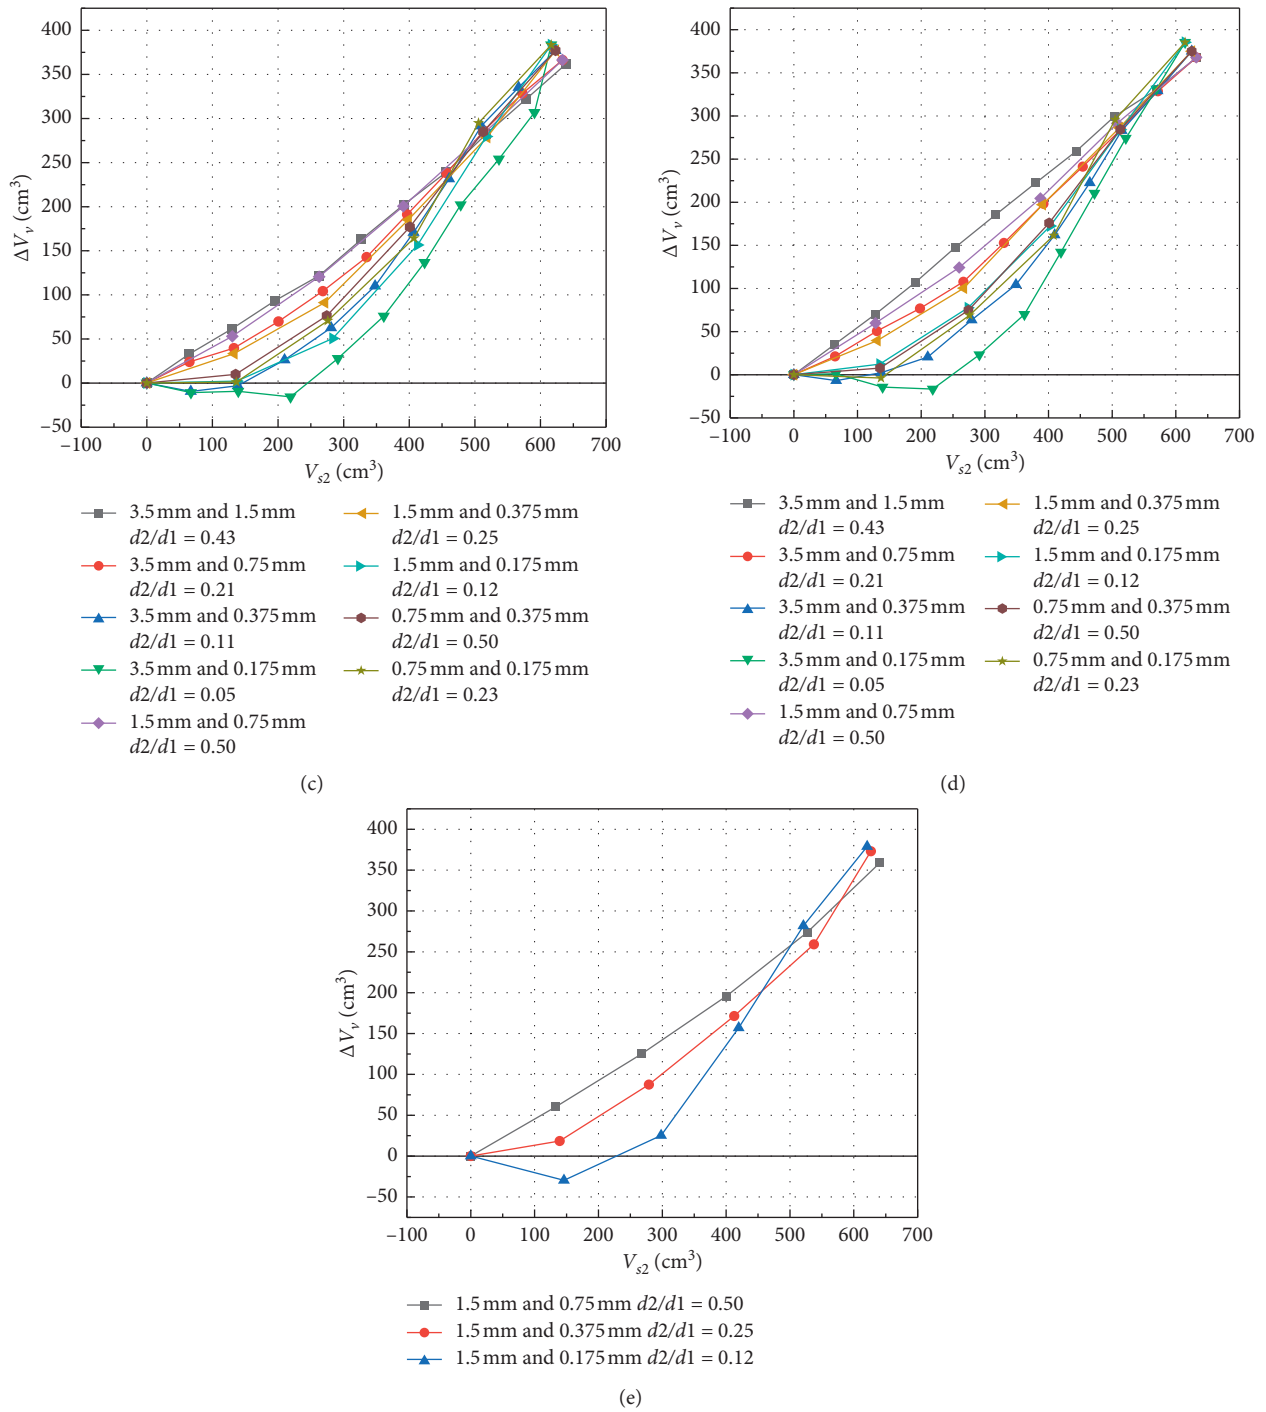 400
350
300
250
200
150
100
50
0
−50
ΔVᵥ (cm³)
−100 0 100 200 300 400 500 600 700
Vₛ₂ (cm³)
3.5 mm and 1.5 mm
d2/d1 = 0.43
3.5 mm and 0.75 mm
d2/d1 = 0.21
3.5 mm and 0.375 mm
d2/d1 = 0.11
3.5 mm and 0.175 mm
d2/d1 = 0.05
1.5 mm and 0.75 mm
d2/d1 = 0.50
1.5 mm and 0.375 mm
d2/d1 = 0.25
1.5 mm and 0.175 mm
d2/d1 = 0.12
0.75 mm and 0.375 mm
d2/d1 = 0.50
0.75 mm and 0.175 mm
d2/d1 = 0.23
(c)
400
350
300
250
200
150
100
50
0
−50
ΔVᵥ (cm³)
−100 0 100 200 300 400 500 600 700
Vₛ₂ (cm³)
3.5 mm and 1.5 mm
d2/d1 = 0.43
3.5 mm and 0.75 mm
d2/d1 = 0.21
3.5 mm and 0.375 mm
d2/d1 = 0.11
3.5 mm and 0.175 mm
d2/d1 = 0.05
1.5 mm and 0.75 mm
d2/d1 = 0.50
1.5 mm and 0.375 mm
d2/d1 = 0.25
1.5 mm and 0.175 mm
d2/d1 = 0.12
0.75 mm and 0.375 mm
d2/d1 = 0.50
0.75 mm and 0.175 mm
d2/d1 = 0.23
(d)
400
350
300
250
200
150
100
50
0
−50
ΔVᵥ (cm³)
−100 0 100 200 300 400 500 600 700
Vₛ₂ (cm³)
1.5 mm and 0.75 mm d2/d1 = 0.50
1.5 mm and 0.375 mm d2/d1 = 0.25
1.5 mm and 0.175 mm d2/d1 = 0.12
(e)